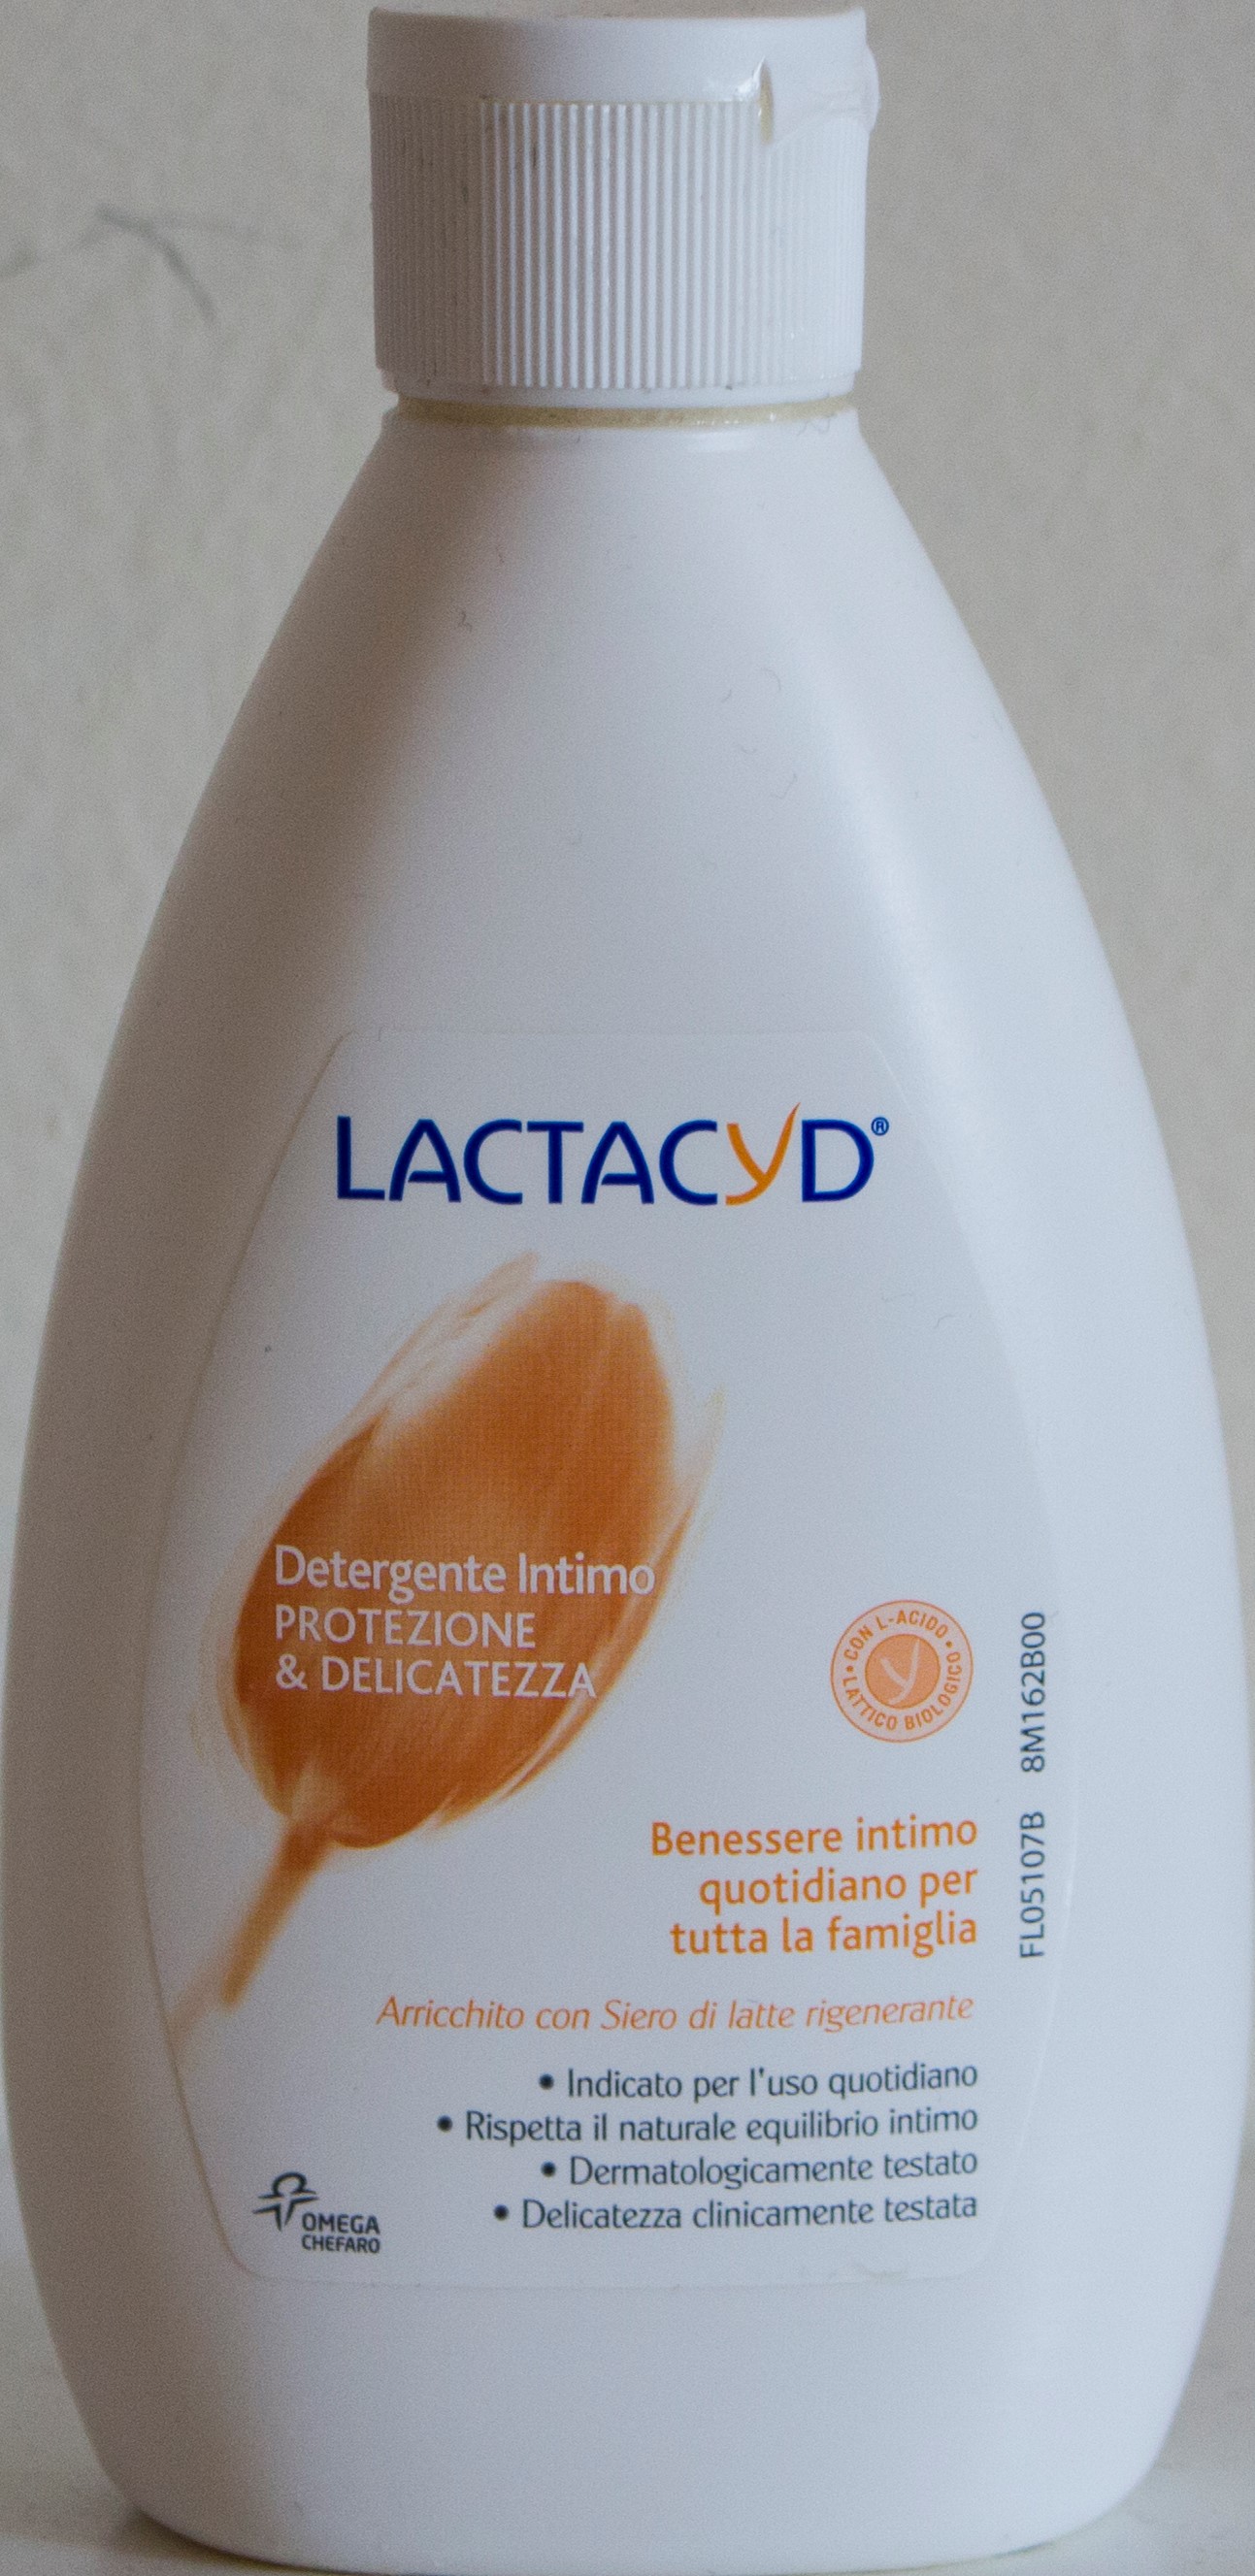 LACTACYD®
Detergente Intimo
PROTEZIONE
& DELICATEZZA
• CON L-ACIDO •
LATTICO BIOLOGICO
y
FL05107B 8M162B00
Benessere intimo
quotidiano per
tutta la famiglia
Arricchito con Siero di latte rigenerante
• Indicato per l'uso quotidiano
• Rispetta il naturale equilibrio intimo
• Dermatologicamente testato
• Delicatezza clinicamente testata
OMEGA
CHEFARO